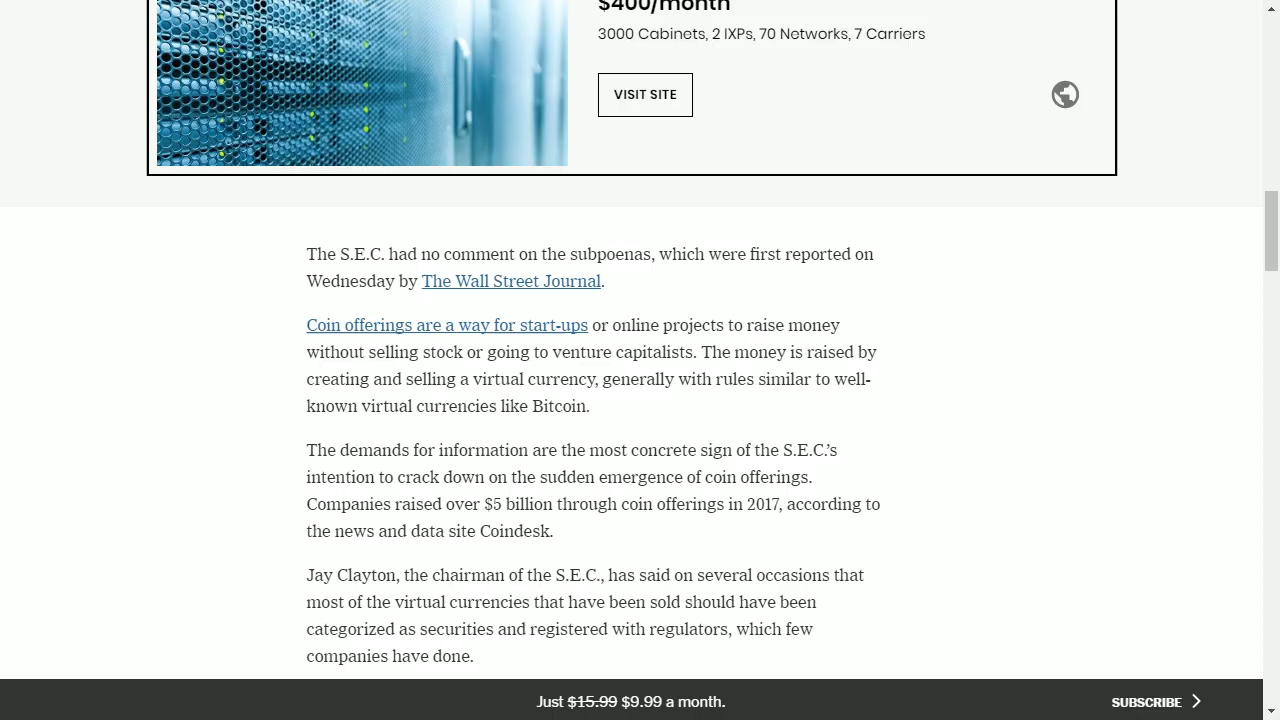 $400/month
3000 Cabinets, 2 IXPs, 70 Networks, 7 Carriers
VISIT SITE
The S.E.C. had no comment on the subpoenas, which were first reported on
Wednesday by The Wall Street Journal.
Coin offerings are a way for start-ups or online projects to raise money
without selling stock or going to venture capitalists. The money is raised by
creating and selling a virtual currency, generally with rules similar to well-
known virtual currencies like Bitcoin.
The demands for information are the most concrete sign of the S.E.C.’s
intention to crack down on the sudden emergence of coin offerings.
Companies raised over $5 billion through coin offerings in 2017, according to
the news and data site Coindesk.
Jay Clayton, the chairman of the S.E.C., has said on several occasions that
most of the virtual currencies that have been sold should have been
categorized as securities and registered with regulators, which few
companies have done.
Just $15.99 $9.99 a month.
SUBSCRIBE